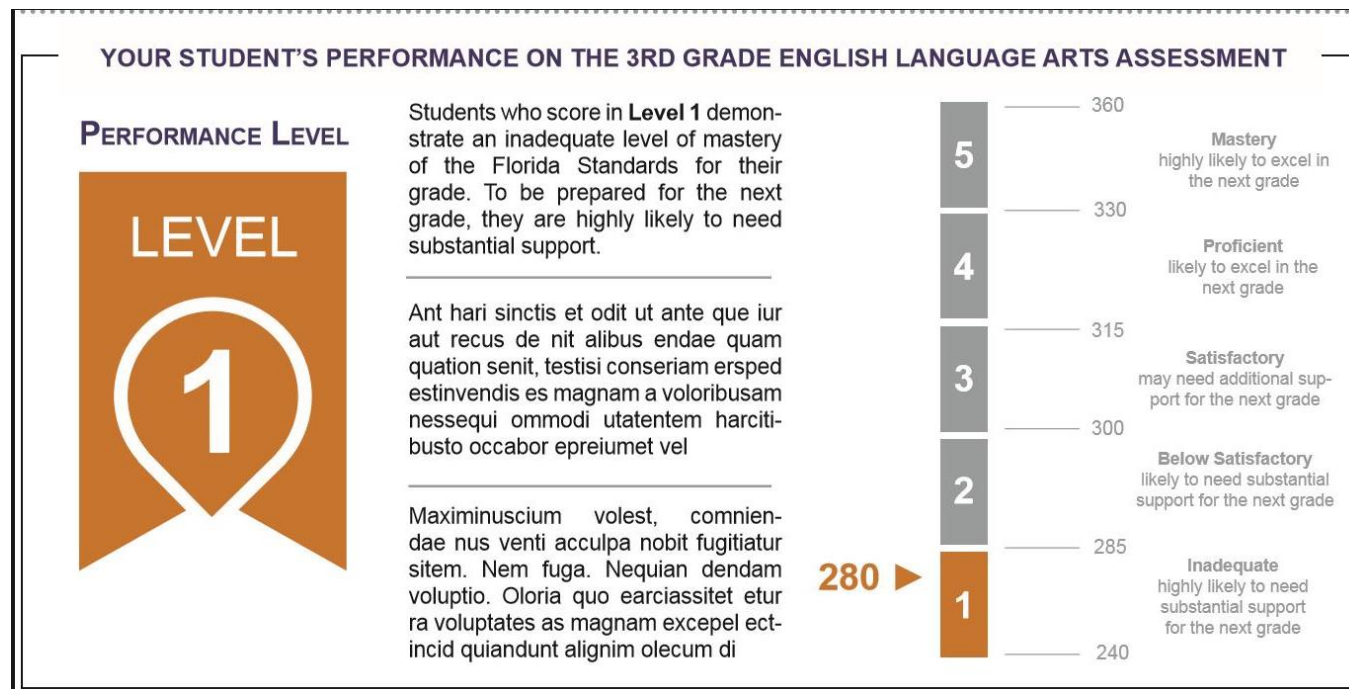 YOUR STUDENT'S PERFORMANCE ON THE 3RD GRADE ENGLISH LANGUAGE ARTS ASSESSMENT
PERFORMANCE LEVEL
LEVEL
1
Students who score in Level 1 demon-
strate an inadequate level of mastery
of the Florida Standards for their
grade. To be prepared for the next
grade, they are highly likely to need
substantial support.
Ant hari sinctis et odit ut ante que iur
aut recus de nit alibus endae quam
quation senit, testisi conseriam ersped
estinvendis es magnam a voloribusam
nessequi ommodi utatentem harciti-
busto occabor epreiumet vel
Maximinuscium volest, comnien-
dae nus venti acculpa nobit fugitiatur
sitem. Nem fuga. Nequian dendam
voluptio. Oloria quo earciassitet etur
ra voluptates as magnam excepel ect-
incid quiandunt alignim olecum di
360
5
Mastery
highly likely to excel in
the next grade
330
4
Proficient
likely to excel in the
next grade
315
3
Satisfactory
may need additional sup-
port for the next grade
300
2
Below Satisfactory
likely to need substantial
support for the next grade
285
280
1
Inadequate
highly likely to need
substantial support
for the next grade
240